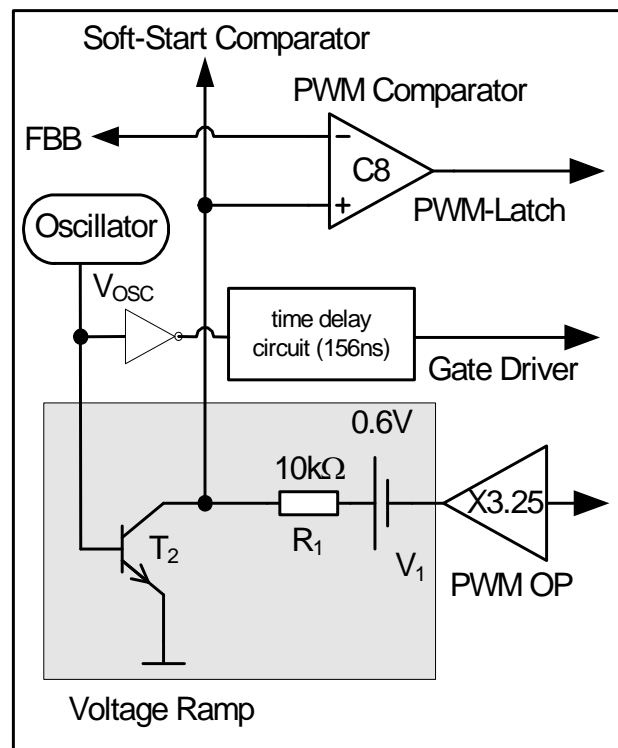 Soft-Start Comparator
PWM Comparator
FBB
C8
PWM-Latch
Oscillator
VOSC
time delay
circuit (156ns)
Gate Driver
0.6V
10kΩ
X3.25
T2
R1
V1
PWM OP
Voltage Ramp